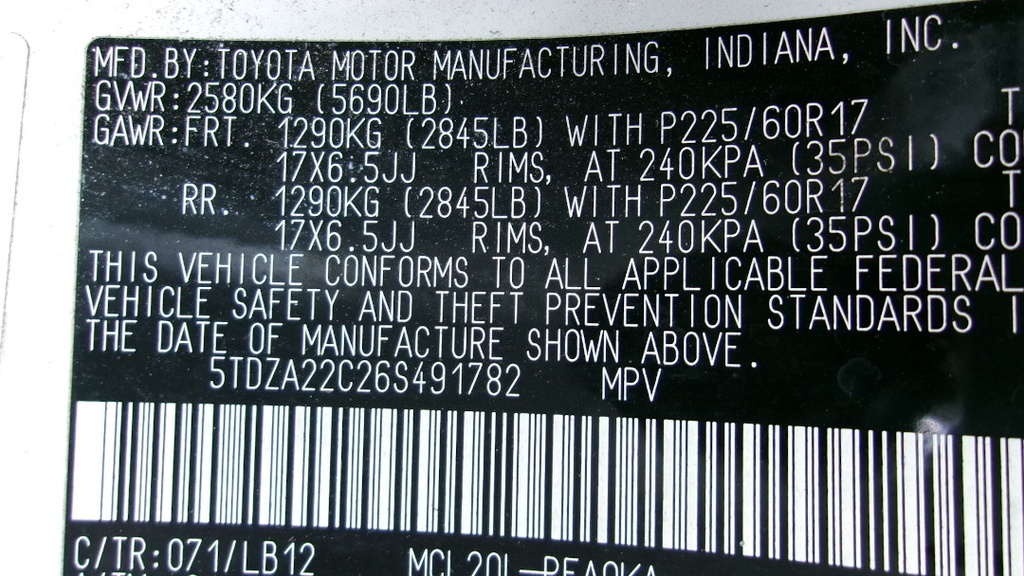 MFD.BY:TOYOTA MOTOR MANUFACTURING, INDIANA, INC.
GVWR:2580KG (5690LB)
GAWR:FRT. 1290KG (2845LB) WITH P225/60R17 T
17X6.5JJ RIMS, AT 240KPA (35PSI) CO
RR. 1290KG (2845LB) WITH P225/60R17 T
17X6.5JJ RIMS, AT 240KPA (35PSI) CO
THIS VEHICLE CONFORMS TO ALL APPLICABLE FEDERAL
VEHICLE SAFETY AND THEFT PREVENTION STANDARDS I
THE DATE OF MANUFACTURE SHOWN ABOVE.
5TDZA22C26S491782 MPV
C/TR:071/LB12